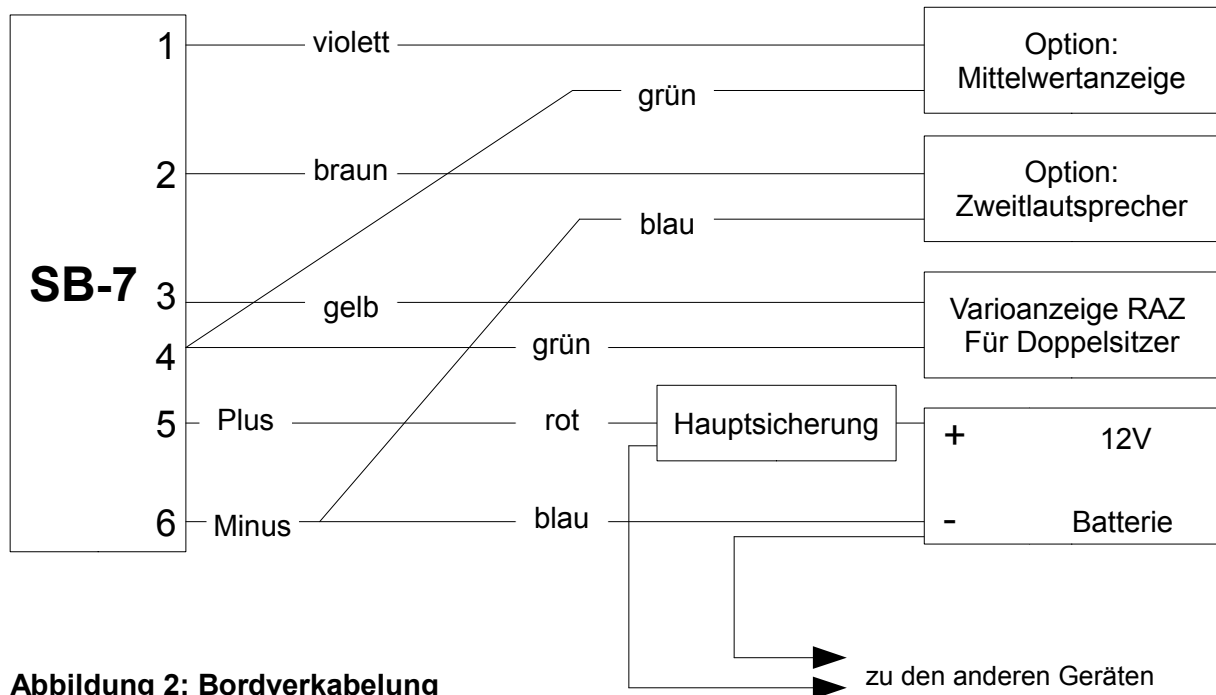 1 violett
Option:
Mittelwertanzeige
grün
2 braun
Option:
Zweitlautsprecher
blau
SB-7
3 gelb
Varioanzeige RAZ
Für Doppelsitzer
4 grün
5 Plus rot Hauptsicherung + 12V
6 Minus blau - Batterie
zu den anderen Geräten
Abbildung 2: Bordverkabelung